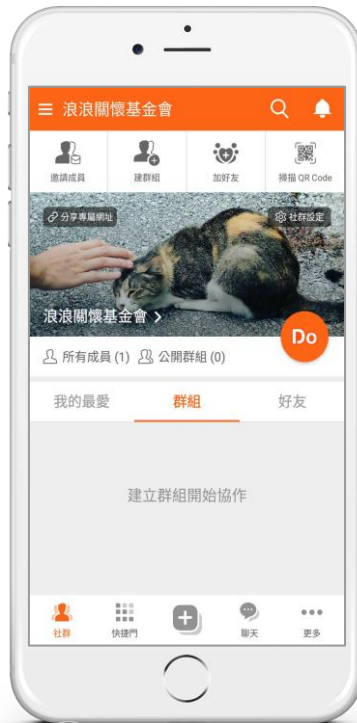 浪浪關懷基金會
邀請成員 建群組 加好友 掃描 QR Code
分享專屬網址 社群設定
浪浪關懷基金會
Do
所有成員 (1) 公開群組 (0)
我的最愛 群組 好友
建立群組開始協作
社群 快捷門 聊天 更多